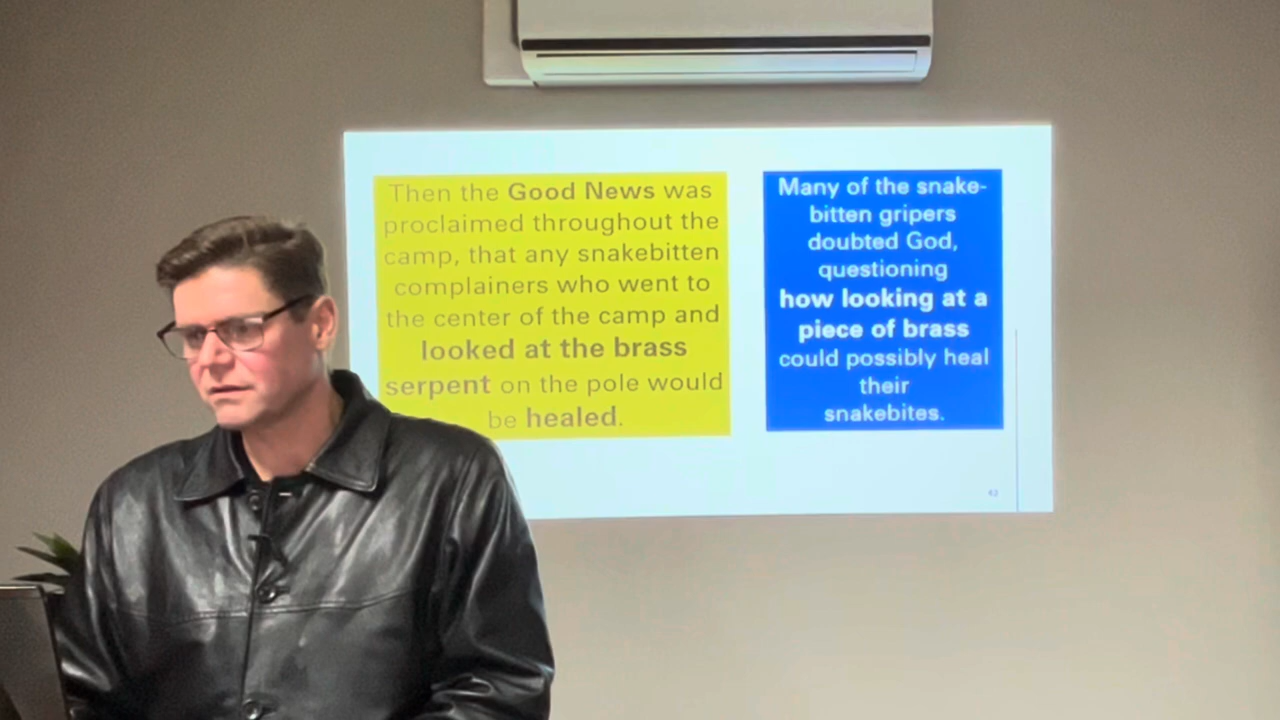 Then the Good News was
proclaimed throughout the
camp, that any snakebitten
complainers who went to
the center of the camp and
looked at the brass
serpent on the pole would
be healed.
Many of the snake-
bitten gripers
doubted God,
questioning
how looking at a
piece of brass
could possibly heal
their
snakebites.
42